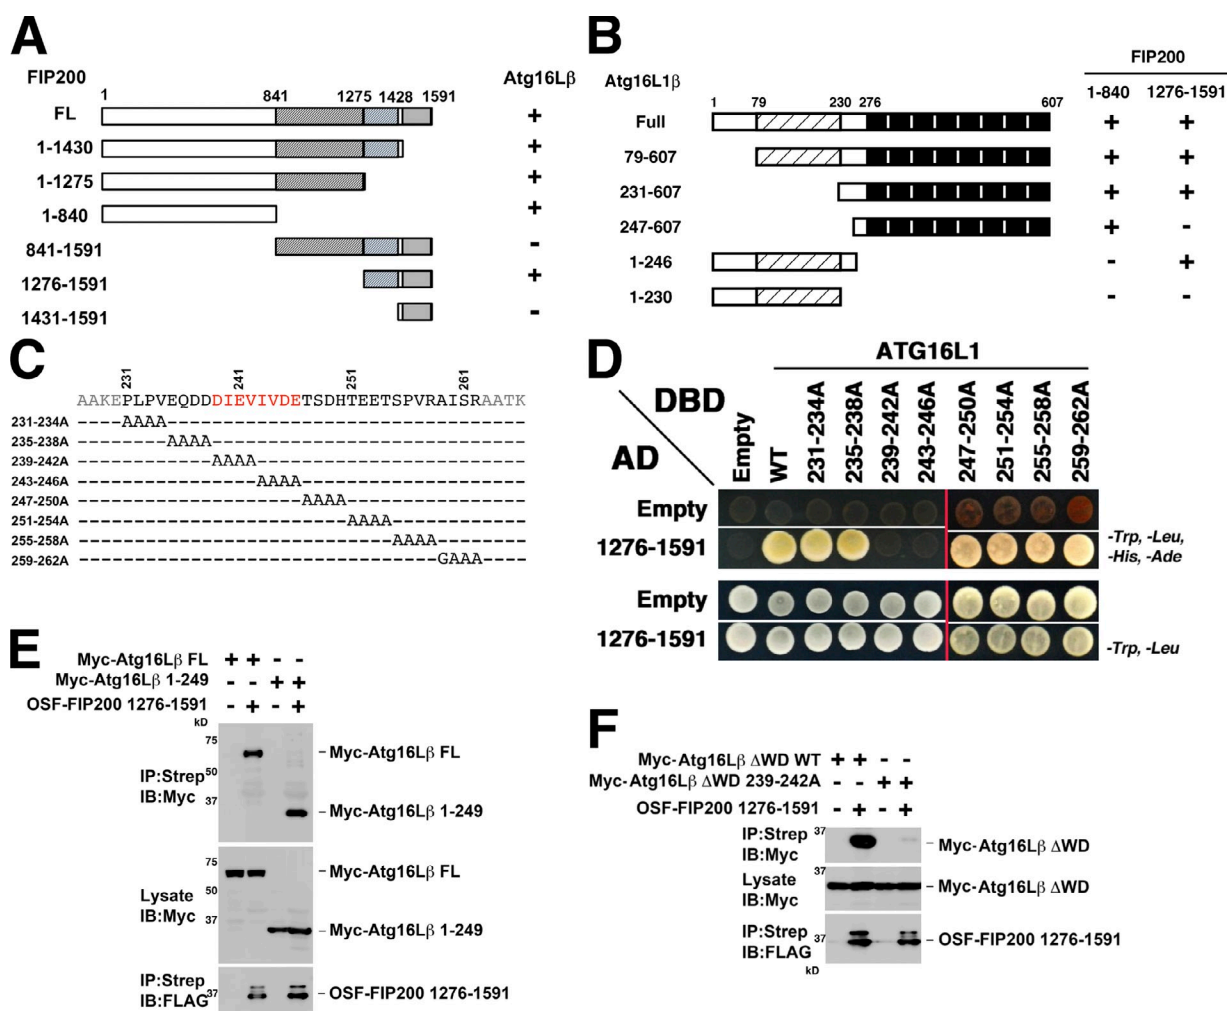 A
FIP200
Atg16Lβ
1 841 1275 1428 1591
FL +
1-1430 +
1-1275 +
1-840 +
841-1591 -
1276-1591 +
1431-1591 -
B
FIP200
Atg16L1β
1-840 1276-1591
1 79 230 276 607
Full + +
79-607 + +
231-607 + +
247-607 + -
1-246 - +
1-230 - -
C
231 241 251 261
AAKEPLPVEQDDDIEVIVDETSDHTEETSPVRAISRAATK
231-234A ----AAAA--------------------------------
235-238A --------AAAA----------------------------
239-242A ------------AAAA------------------------
243-246A ----------------AAAA--------------------
247-250A --------------------AAAA----------------
251-254A ------------------------AAAA------------
255-258A ----------------------------AAAA--------
259-262A --------------------------------GAAA----
D
ATG16L1
DBD
AD
Empty
WT
231-234A
235-238A
239-242A
243-246A
247-250A
251-254A
255-258A
259-262A
Empty
1276-1591
-Trp, -Leu,
-His, -Ade
Empty
1276-1591
-Trp, -Leu
E
Myc-Atg16Lβ FL + + - -
Myc-Atg16Lβ 1-249 - - + +
OSF-FIP200 1276-1591 - + - +
kD
75
50
37
IP:Strep
IB:Myc
- Myc-Atg16Lβ FL
- Myc-Atg16Lβ 1-249
75
50
37
Lysate
IB:Myc
- Myc-Atg16Lβ FL
- Myc-Atg16Lβ 1-249
IP:Strep
IB:FLAG
37
- OSF-FIP200 1276-1591
F
Myc-Atg16Lβ ΔWD WT + + - -
Myc-Atg16Lβ ΔWD 239-242A - - + +
OSF-FIP200 1276-1591 - + - +
IP:Strep
IB:Myc
37
- Myc-Atg16Lβ ΔWD
Lysate
IB:Myc
37
- Myc-Atg16Lβ ΔWD
IP:Strep
IB:FLAG
37
- OSF-FIP200 1276-1591
kD